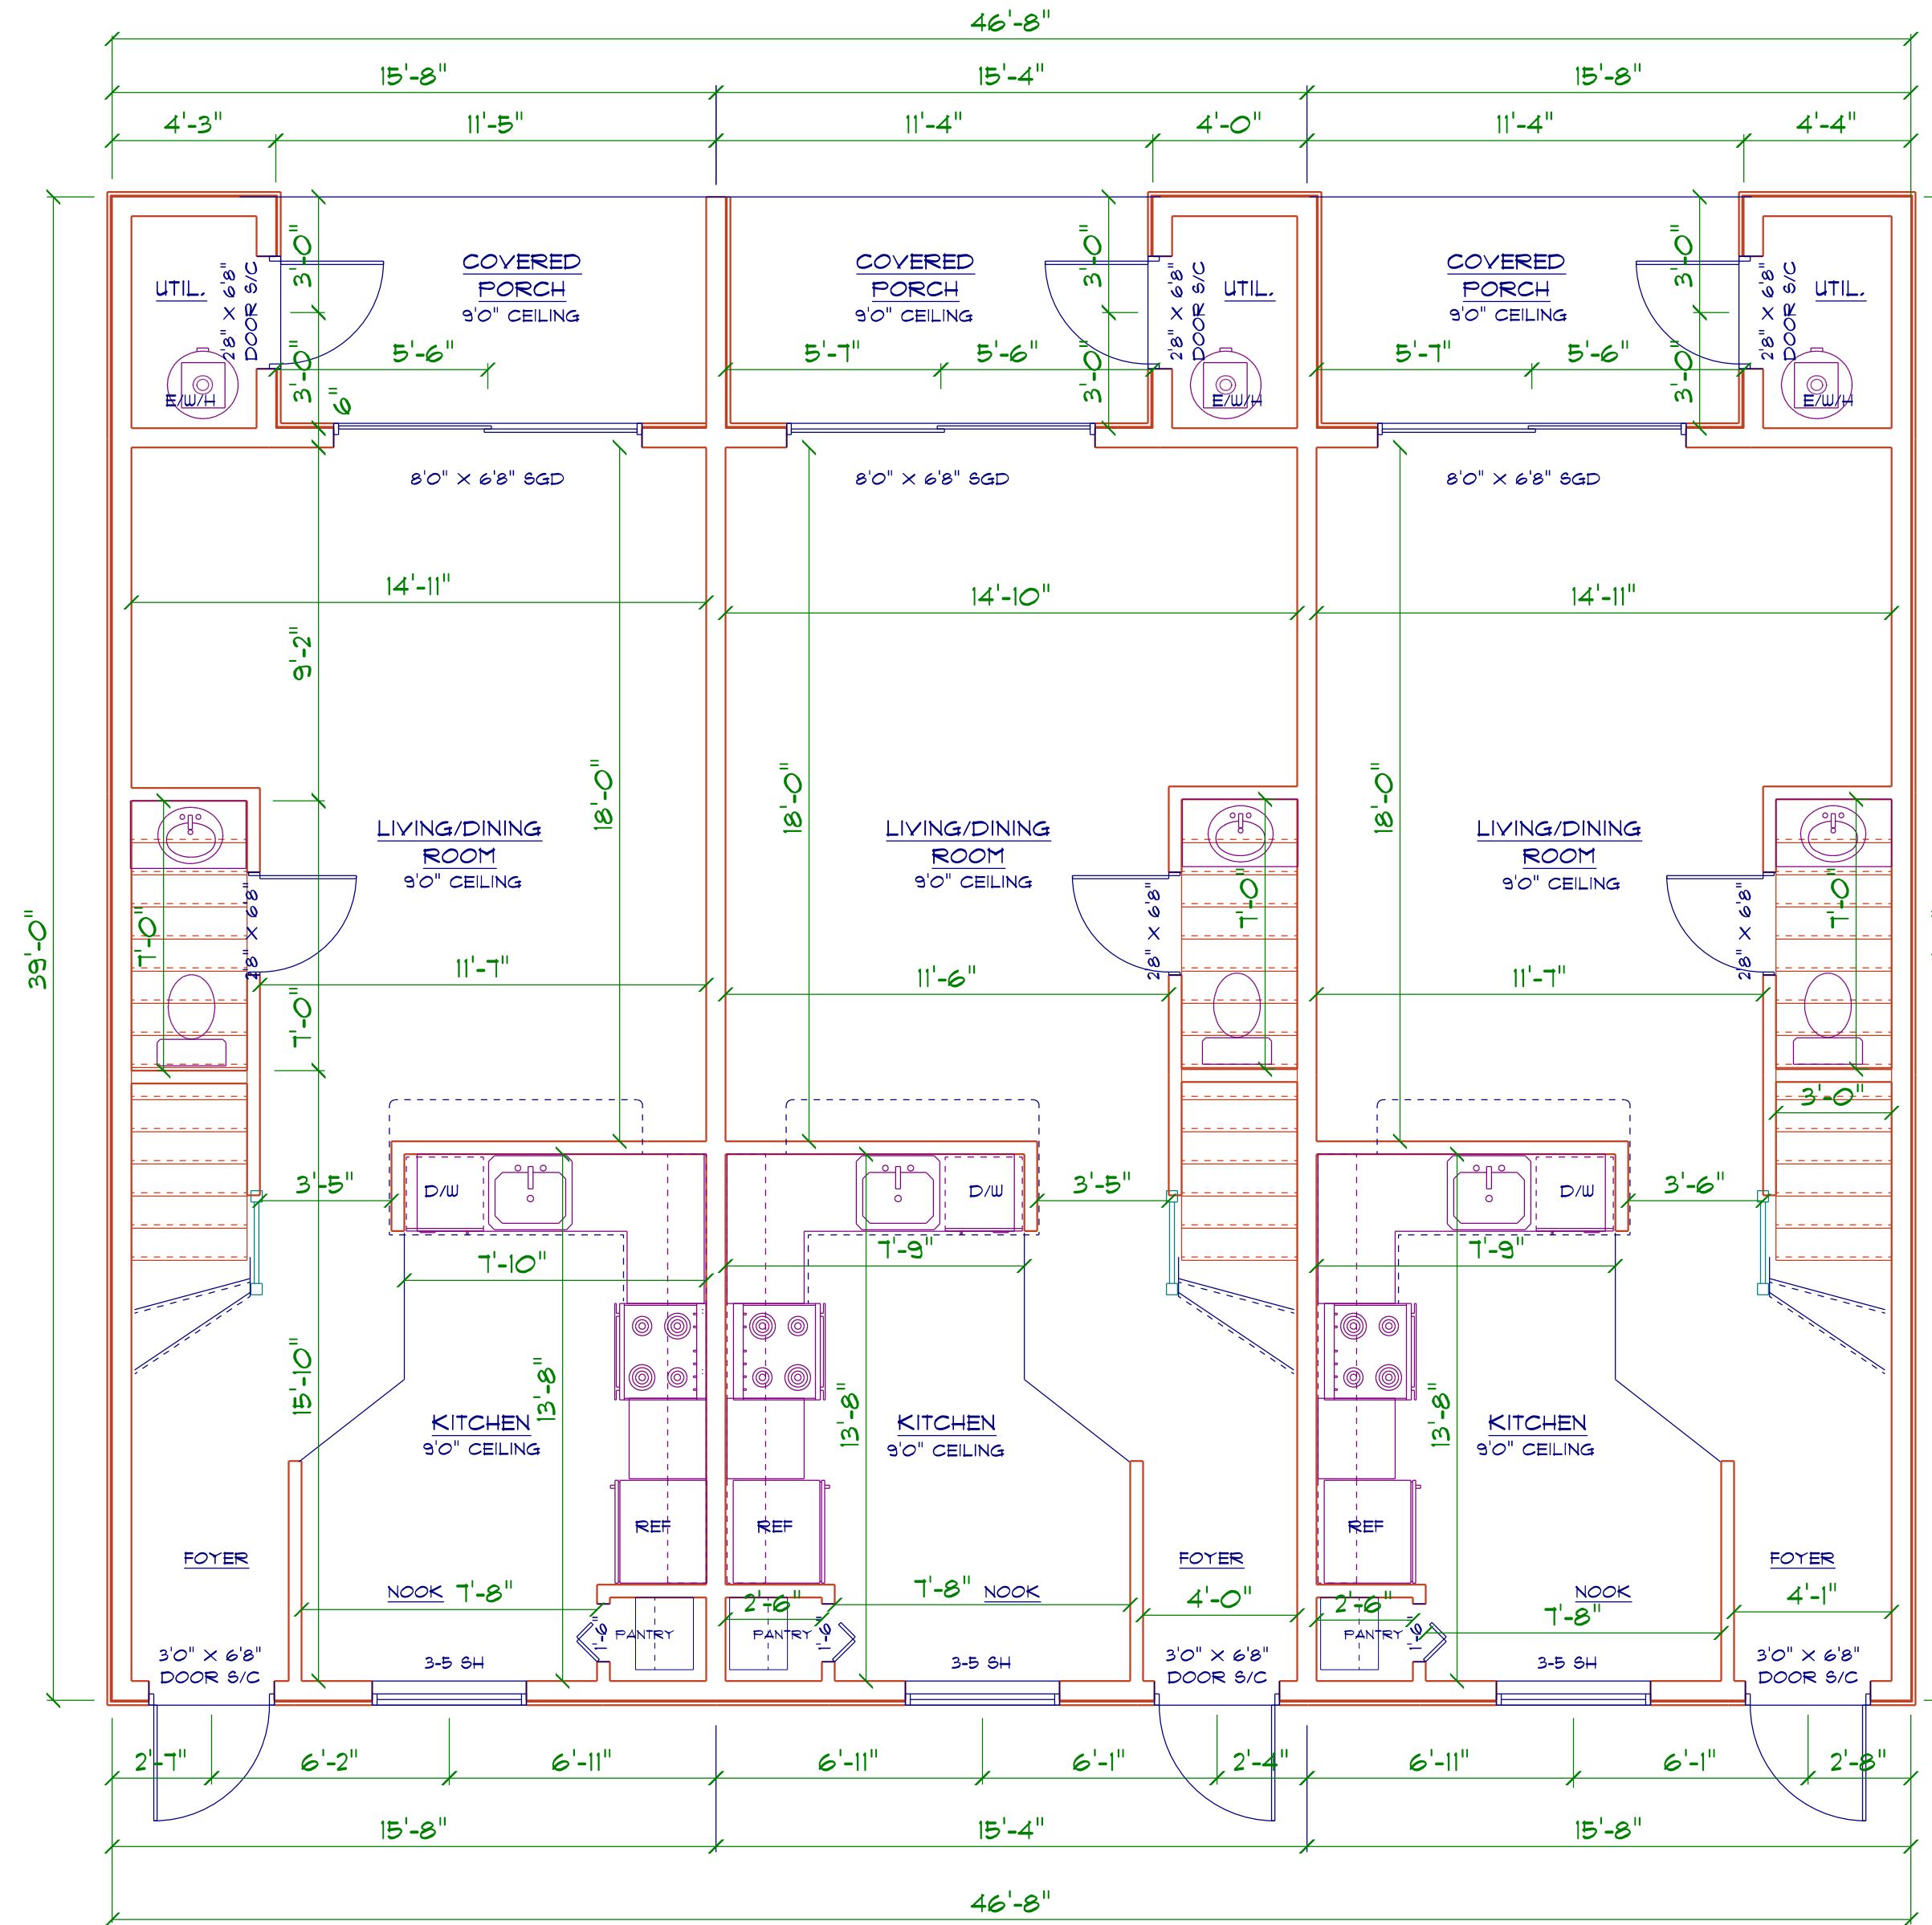 46'-8"
15'-8" 15'-4" 15'-8"
4'-3" 11'-5" 11'-4" 4'-0" 11'-4" 4'-4"
UTIL.
2'8" X 6'8"
DOOR S/C
E/W/H
3'-0"
3'-0"
6"
COVERED
PORCH
9'0" CEILING
5'-6"
COVERED
PORCH
9'0" CEILING
5'-7" 5'-6"
3'-0"
3'-0"
2'8" X 6'8"
DOOR S/C
UTIL.
E/W/H
COVERED
PORCH
9'0" CEILING
5'-7" 5'-6"
3'-0"
3'-0"
2'8" X 6'8"
DOOR S/C
UTIL.
E/W/H
8'0" X 6'8" SGD
8'0" X 6'8" SGD
8'0" X 6'8" SGD
14'-11" 14'-10" 14'-11"
9'-2"
18'-0"
18'-0"
18'-0"
39'-0"
LIVING/DINING
ROOM
9'0" CEILING
LIVING/DINING
ROOM
9'0" CEILING
LIVING/DINING
ROOM
9'0" CEILING
7'-0"
2'8" X 6'8"
2'8" X 6'8"
7'-0"
2'8" X 6'8"
7'-0"
11'-7" 11'-6" 11'-7"
7'-0"
3'-0"
3'-5" D/W D/W 3'-5" D/W 3'-6"
7'-10" 7'-9" 7'-9"
15'-10"
13'-8"
13'-8"
13'-8"
KITCHEN
9'0" CEILING
KITCHEN
9'0" CEILING
KITCHEN
9'0" CEILING
REF REF REF
FOYER FOYER FOYER
NOOK 7'-8" 2'-6" 7'-8" NOOK 4'-0" 2'-6" NOOK 7'-8" 4'-1"
1'-6
PANTRY
PANTRY
1'-6
PANTRY
1'-6
3'0" X 6'8"
DOOR S/C
3-5 SH
3-5 SH
3'0" X 6'8"
DOOR S/C
3-5 SH
3'0" X 6'8"
DOOR S/C
2'-7" 6'-2" 6'-11" 6'-11" 6'-1" 2'-4" 6'-11" 6'-1" 2'-8"
15'-8" 15'-4" 15'-8"
46'-8"